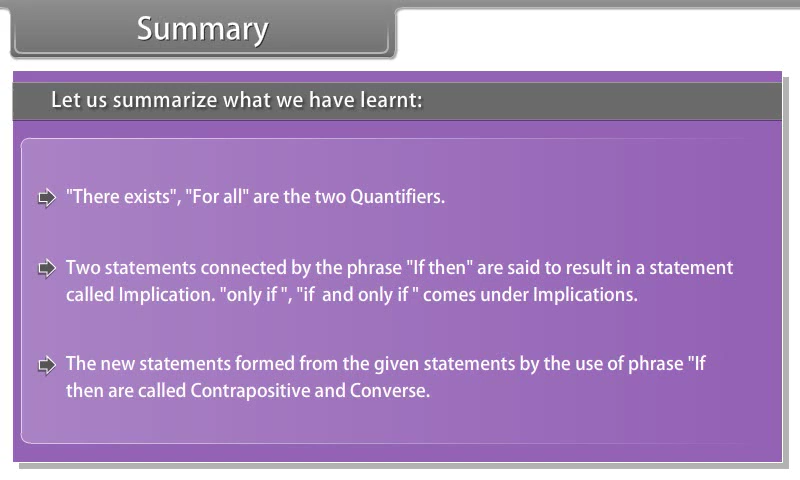 Summary
Let us summarize what we have learnt:
"There exists", "For all" are the two Quantifiers.
Two statements connected by the phrase "If then" are said to result in a statement
called Implication. "only if ", "if  and only if " comes under Implications.
The new statements formed from the given statements by the use of phrase "If
then are called Contrapositive and Converse.